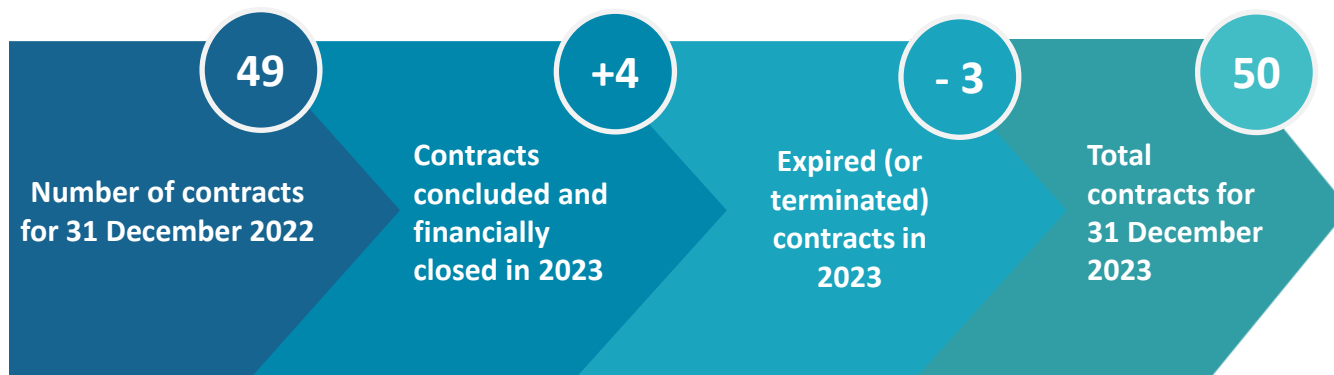 49
Number of contracts
for 31 December 2022
+4
Contracts
concluded and
financially
closed in 2023
- 3
Expired (or
terminated)
contracts in
2023
50
Total
contracts for
31 December
2023